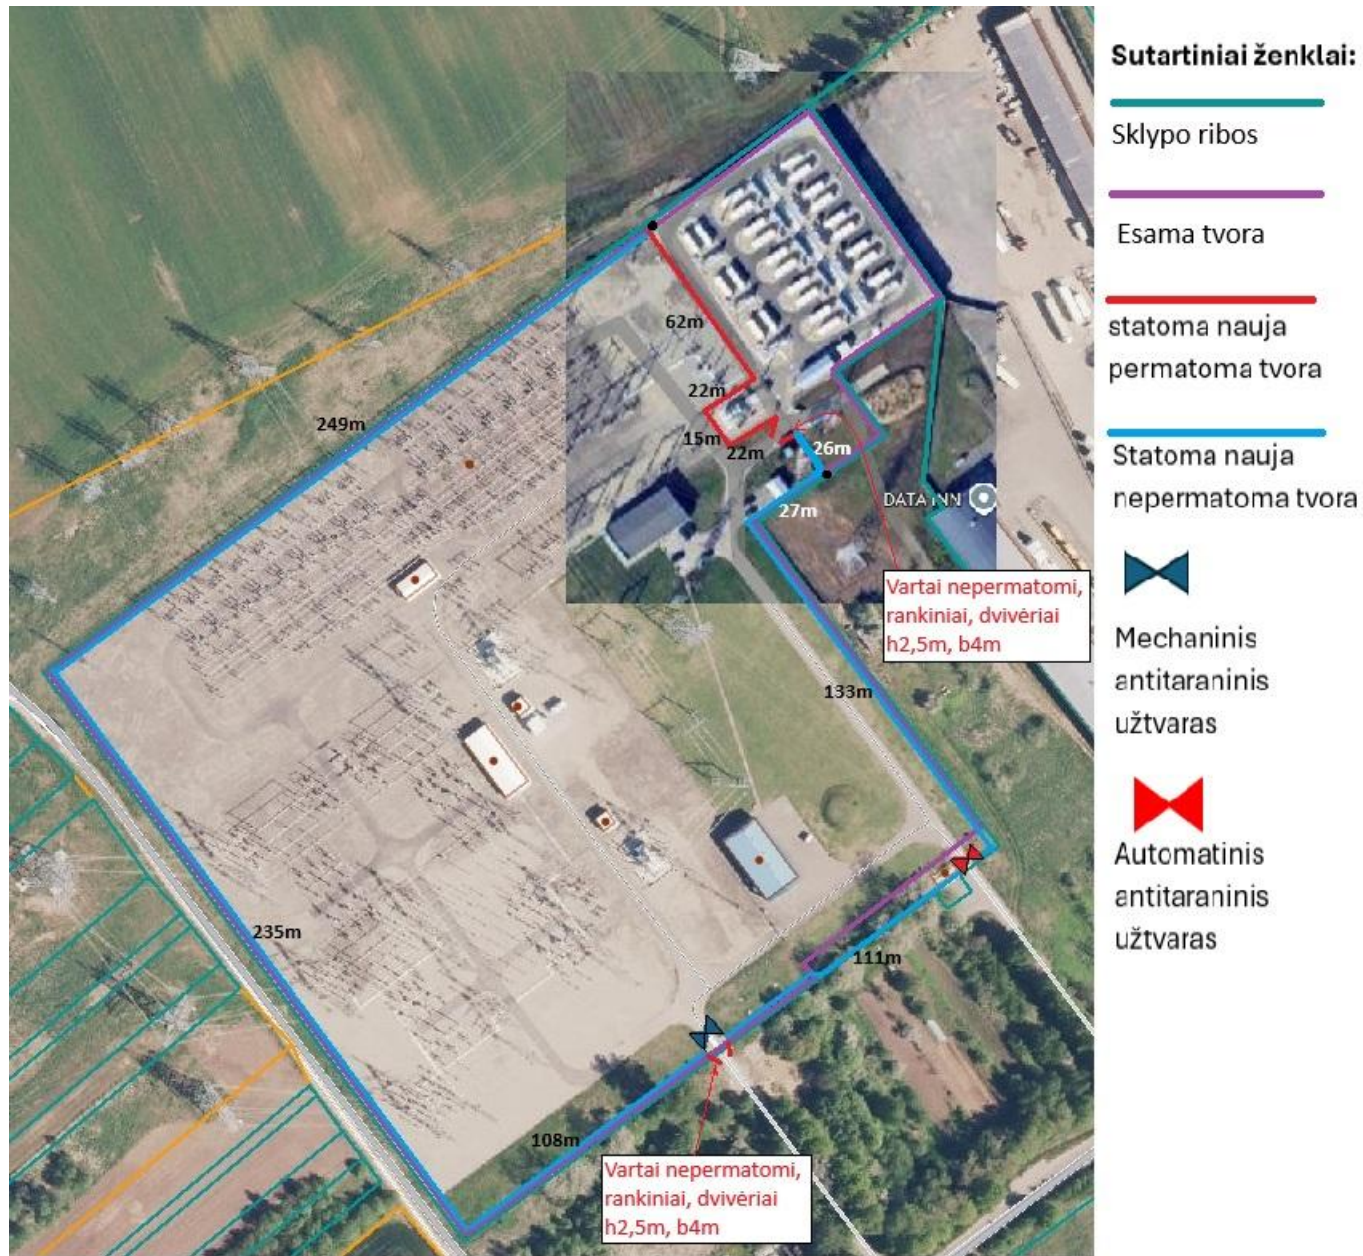 Sutartiniai ženklai:
Sklypo ribos
Esama tvora
statoma nauja
permatoma tvora
Statoma nauja
nepermatoma tvora
Mechaninis
antitaraninis
užtvaras
Automatinis
antitaraninis
užtvaras
62m
22m
15m
22m
26m
27m
249m
DATA INN
Vartai nepermatomi,
rankiniai, dvivėriai
h2,5m, b4m
133m
235m
111m
108m
Vartai nepermatomi,
rankiniai, dvivėriai
h2,5m, b4m